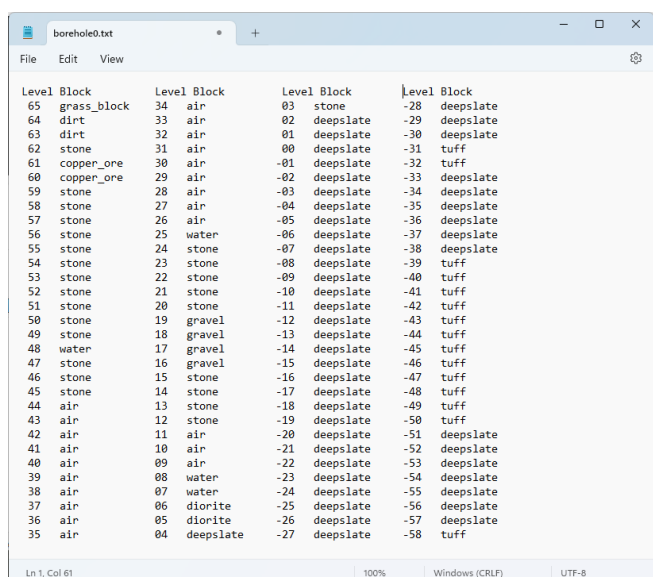 borehole0.txt
File Edit View
Level Block Level Block Level Block Level Block
65 grass_block 34 air 03 stone -28 deepslate
64 dirt 33 air 02 deepslate -29 deepslate
63 dirt 32 air 01 deepslate -30 deepslate
62 stone 31 air 00 deepslate -31 tuff
61 copper_ore 30 air -01 deepslate -32 tuff
60 copper_ore 29 air -02 deepslate -33 deepslate
59 stone 28 air -03 deepslate -34 deepslate
58 stone 27 air -04 deepslate -35 deepslate
57 stone 26 air -05 deepslate -36 deepslate
56 stone 25 water -06 deepslate -37 deepslate
55 stone 24 stone -07 deepslate -38 deepslate
54 stone 23 stone -08 deepslate -39 tuff
53 stone 22 stone -09 deepslate -40 tuff
52 stone 21 stone -10 deepslate -41 tuff
51 stone 20 stone -11 deepslate -42 tuff
50 stone 19 gravel -12 deepslate -43 tuff
49 stone 18 gravel -13 deepslate -44 tuff
48 water 17 gravel -14 deepslate -45 tuff
47 stone 16 gravel -15 deepslate -46 tuff
46 stone 15 stone -16 deepslate -47 tuff
45 stone 14 stone -17 deepslate -48 tuff
44 air 13 stone -18 deepslate -49 tuff
43 air 12 stone -19 deepslate -50 tuff
42 air 11 air -20 deepslate -51 deepslate
41 air 10 air -21 deepslate -52 deepslate
40 air 09 air -22 deepslate -53 deepslate
39 air 08 water -23 deepslate -54 deepslate
38 air 07 water -24 deepslate -55 deepslate
37 air 06 diorite -25 deepslate -56 deepslate
36 air 05 diorite -26 deepslate -57 deepslate
35 air 04 deepslate -27 deepslate -58 tuff
Ln 1, Col 61 100% Windows (CRLF) UTF-8